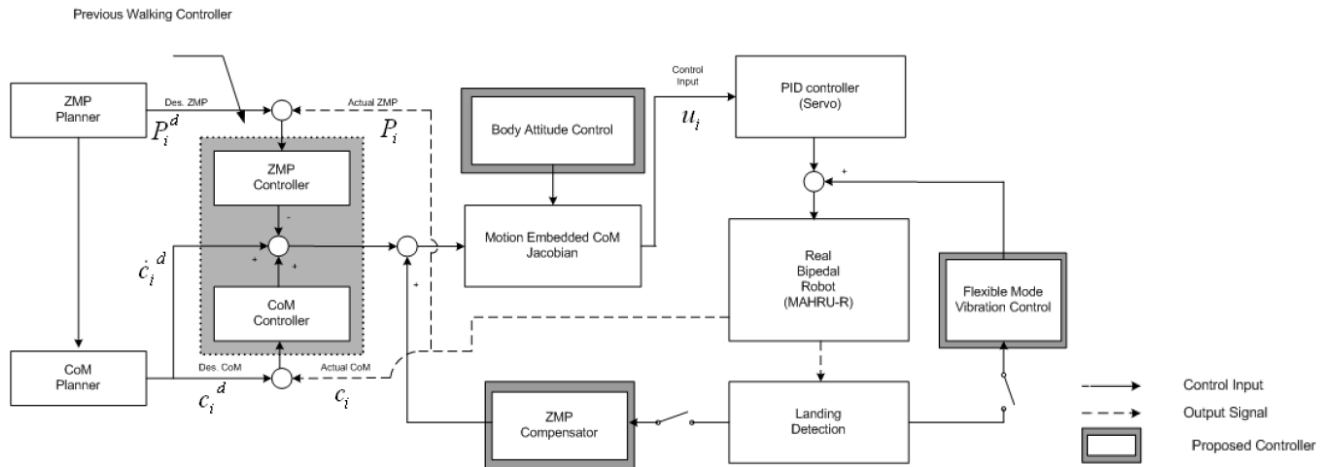 Previous Walking Controller
ZMP
Planner
Des. ZMP
P_i^d
Actual ZMP
P_i
ZMP
Controller
-
ċ_i^d
+
+
CoM
Controller
CoM
Planner
Des. CoM
c_i^d
Actual CoM
c_i
+
Body Attitude Control
Motion Embedded CoM
Jacobian
Control
Input
u_i
PID controller
(Servo)
+
Real
Bipedal
Robot
(MAHRU-R)
Flexible Mode
Vibration Control
ZMP
Compensator
Landing
Detection
Control Input
Output Signal
Proposed Controller